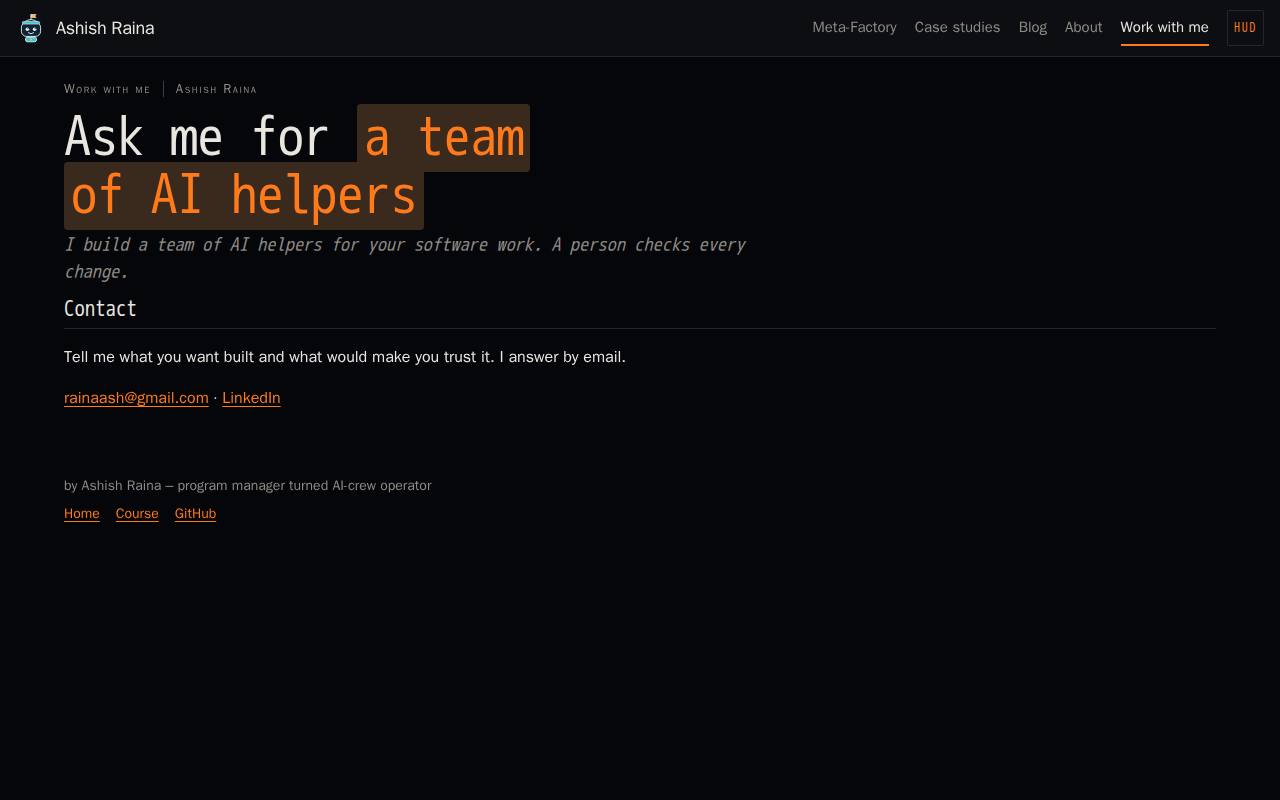 Ashish Raina
Meta-Factory Case studies Blog About Work with me HUD
Work with me | Ashish Raina
Ask me for a team
of AI helpers
I build a team of AI helpers for your software work. A person checks every
change.
Contact
Tell me what you want built and what would make you trust it. I answer by email.
rainaash@gmail.com · LinkedIn
by Ashish Raina — program manager turned AI-crew operator
Home Course GitHub